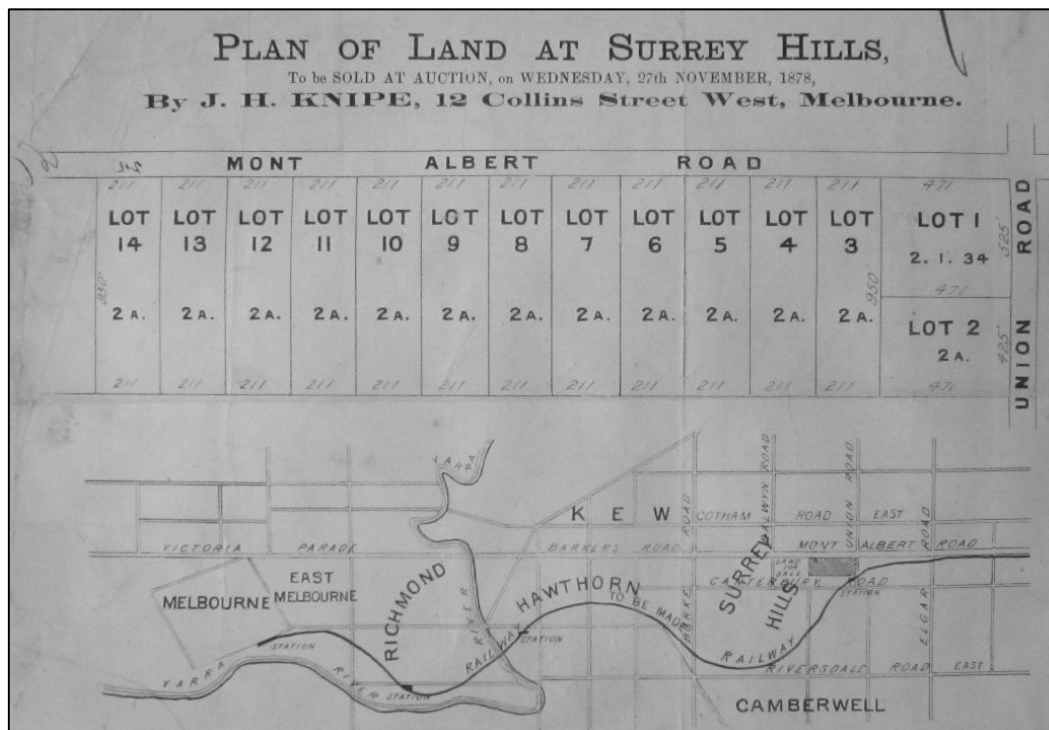 PLAN OF LAND AT SURREY HILLS,
To be SOLD AT AUCTION, on WEDNESDAY, 27th NOVEMBER, 1878,
By J. H. KNIPE, 12 Collins Street West, Melbourne.
MONT ALBERT ROAD
211 211 211 211 211 211 211 211 211 211 211 211 471
LOT 14
LOT 13
LOT 12
LOT 11
LOT 10
LOT 9
LOT 8
LOT 7
LOT 6
LOT 5
LOT 4
LOT 3
LOT 1
2. 1. 34
525
UNION ROAD
950
950
471
2 A. 2 A. 2 A. 2 A. 2 A. 2 A. 2 A. 2 A. 2 A. 2 A. 2 A. 2 A.
LOT 2
2 A.
425
211 211 211 211 211 211 211 211 211 211 211 211 471
YARRA
RIVER
KEW
BURKE ROAD
COTHAM ROAD EAST
BALWYN ROAD
UNION ROAD
ELGAR ROAD
VICTORIA PARADE
BARKERS ROAD
MONT ALBERT ROAD
LAND FOR SALE
CANTERBURY ROAD
STATION
EAST MELBOURNE
MELBOURNE
RICHMOND
HAWTHORN
TO BE MADE
SURREY HILLS
STATION
STATION
RAILWAY
RAILWAY
RIVERSDALE ROAD EAST
YARRA RIVER
STATION
CAMBERWELL